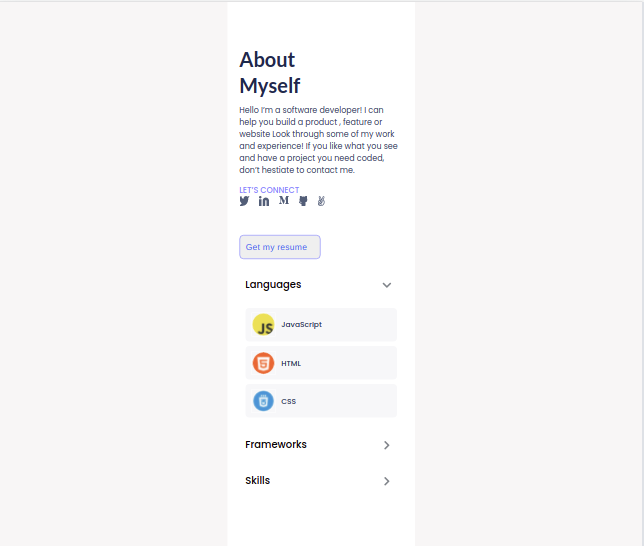 About
Myself
Hello I'm a software developer! I can
help you build a product , feature or
website Look through some of my work
and experience! If you like what you see
and have a project you need coded,
don't hestiate to contact me.
LET'S CONNECT
M
Get my resume
Languages
JS
JavaScript
HTML
CSS
Frameworks
Skills